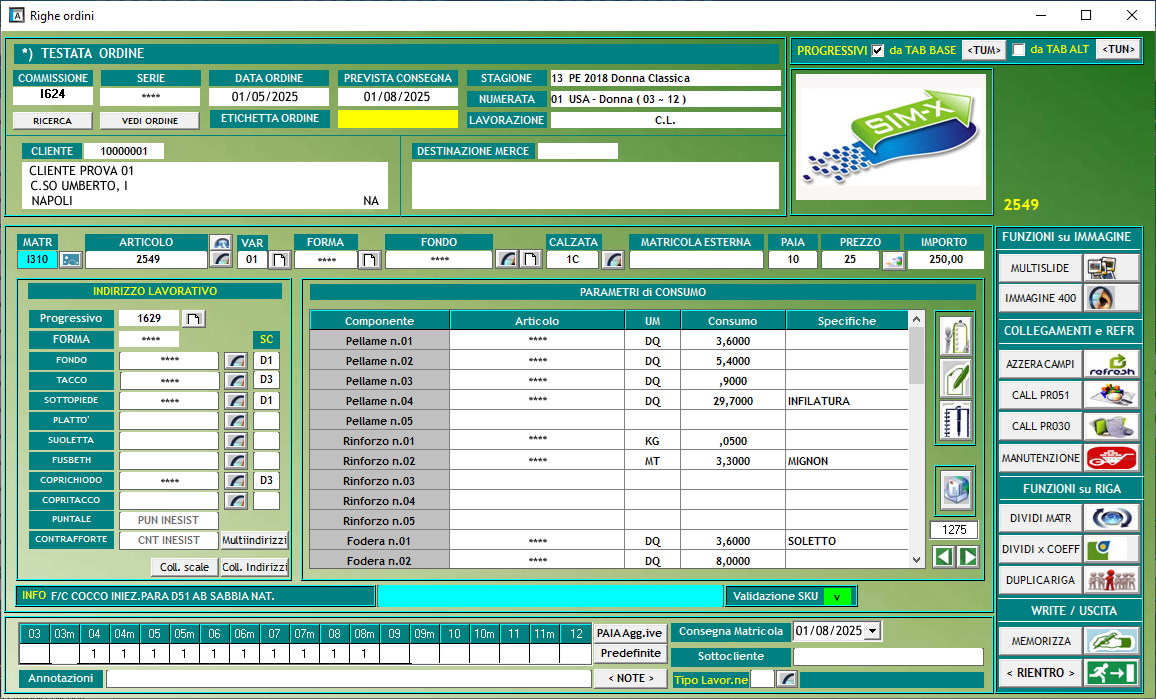 Righe ordini
*) TESTATA ORDINE
PROGRESSIVI da TAB BASE <TUM> da TAB ALT <TUN>
COMMISSIONE SERIE DATA ORDINE PREVISTA CONSEGNA STAGIONE 13 PE 2018 Donna Classica
I624 **** 01/05/2025 01/08/2025 NUMERATA 01 USA - Donna ( 03 ~ 12 )
RICERCA VEDI ORDINE ETICHETTA ORDINE LAVORAZIONE C.L.
SIM-X
CLIENTE 10000001 DESTINAZIONE MERCE
CLIENTE PROVA 01
C.SO UMBERTO, I
NAPOLI NA
2549
MATR ARTICOLO VAR FORMA FONDO CALZATA MATRICOLA ESTERNA PAIA PREZZO IMPORTO
I310 2549 01 **** **** 1C 10 25 250,00
INDIRIZZO LAVORATIVO
Progressivo 1629
FORMA **** SC
FONDO **** D1
TACCO **** D3
SOTTOPIEDE **** D1
PLATTO'
SUOLETTA
FUSBETH
COPRICHIODO **** D3
COPRITACCO
PUNTALE PUN INESIST
CONTRAFFORTE CNT INESIST Multiindirizzi
Coll. scale Coll. Indirizzi
PARAMETRI di CONSUMO
Componente Articolo UM Consumo Specifiche
Pellame n.01 **** DQ 3,6000
Pellame n.02 **** DQ 5,4000
Pellame n.03 **** DQ ,9000
Pellame n.04 **** DQ 29,7000 INFILATURA
Pellame n.05
Rinforzo n.01 **** KG ,0500
Rinforzo n.02 **** MT 3,3000 MIGNON
Rinforzo n.03
Rinforzo n.04
Rinforzo n.05
Fodera n.01 **** DQ 3,6000 SOLETTO
Fodera n.02 **** DQ 8,0000
1275
FUNZIONI su IMMAGINE
MULTISLIDE
IMMAGINE 400
COLLEGAMENTI e REFR
AZZERA CAMPI refresh
CALL PR051
CALL PR030
MANUTENZIONE
FUNZIONI su RIGA
DIVIDI MATR
DIVIDI x COEFF
DUPLICA RIGA
WRITE / USCITA
MEMORIZZA
< RIENTRO >
INFO F/C COCCO INIEZ.PARA D51 AB SABBIA NAT. Validazione SKU v
03 03m 04 04m 05 05m 06 06m 07 07m 08 08m 09 09m 10 10m 11 11m 12 PAIA Agg.ive Consegna Matricola 01/08/2025
1 1 1 1 1 1 1 1 1 1 Predefinite Sottocliente
Annotazioni < NOTE > Tipo Lavor.ne